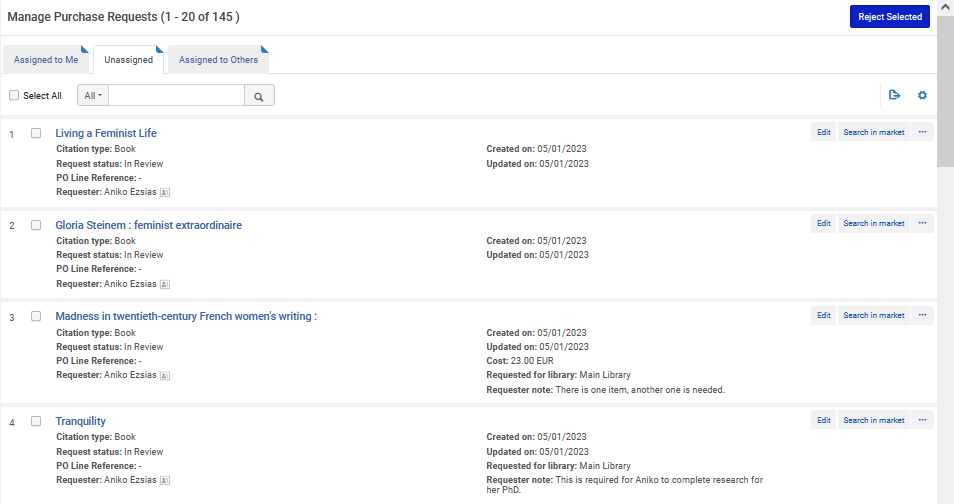 Manage Purchase Requests (1 - 20 of 145 )
Reject Selected
Assigned to Me
Unassigned
Assigned to Others
Select All
All
1
Living a Feminist Life
Edit
Search in market
Citation type: Book
Created on: 05/01/2023
Request status: In Review
Updated on: 05/01/2023
PO Line Reference: -
Requester: Aniko Ezsias
2
Gloria Steinem : feminist extraordinaire
Edit
Search in market
Citation type: Book
Created on: 05/01/2023
Request status: In Review
Updated on: 05/01/2023
PO Line Reference: -
Requester: Aniko Ezsias
3
Madness in twentieth-century French women's writing :
Edit
Search in market
Citation type: Book
Created on: 05/01/2023
Request status: In Review
Updated on: 05/01/2023
PO Line Reference: -
Cost: 23.00 EUR
Requester: Aniko Ezsias
Requested for library: Main Library
Requester note: There is one item, another one is needed.
4
Tranquility
Edit
Search in market
Citation type: Book
Created on: 05/01/2023
Request status: In Review
Updated on: 05/01/2023
PO Line Reference: -
Requested for library: Main Library
Requester: Aniko Ezsias
Requester note: This is required for Aniko to complete research for
her PhD.